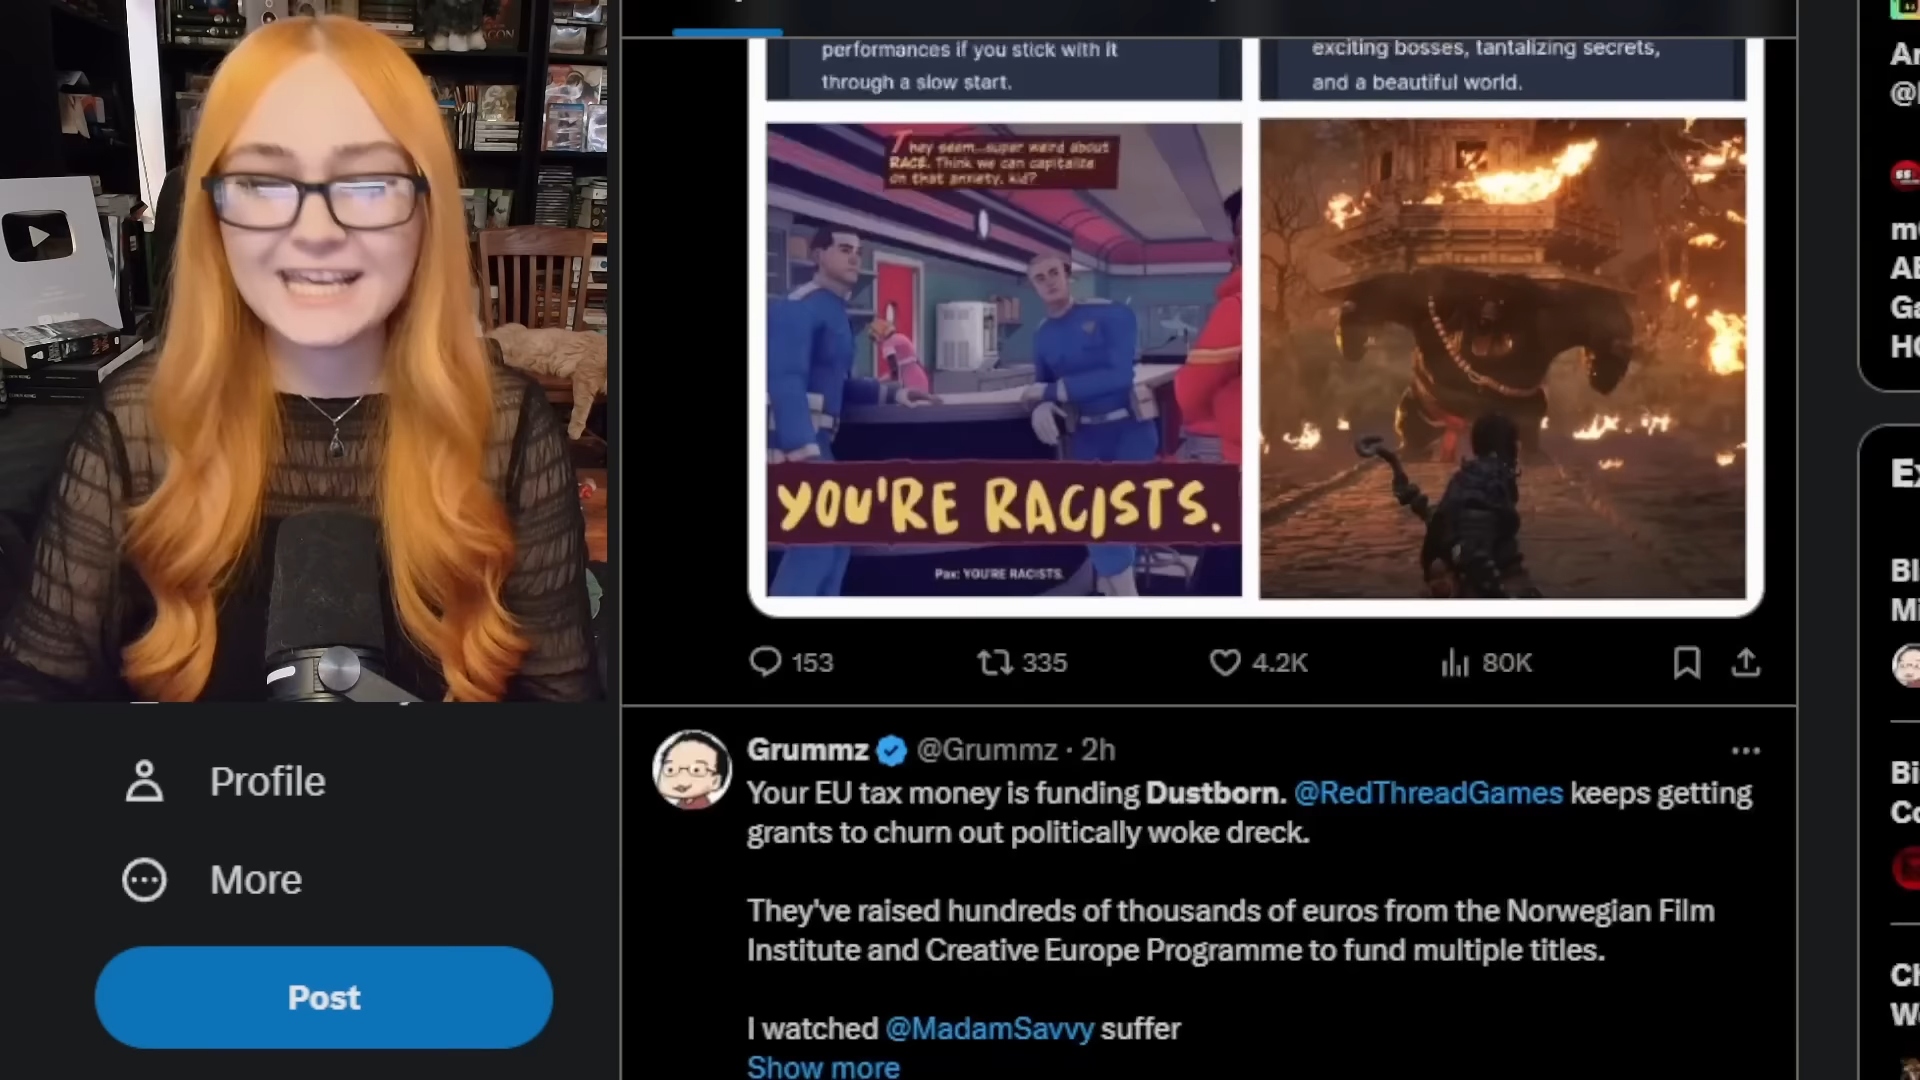 performances if you stick with it
through a slow start.
exciting bosses, tantalizing secrets,
and a beautiful world.
They seem...super weird about
RACE. Think we can capitalize
on that anxiety, kid?
YOU'RE RACISTS.
Pax: YOU'RE RACISTS.
153
335
4.2K
80K
Grummz @Grummz · 2h
Your EU tax money is funding Dustborn. @RedThreadGames keeps getting
grants to churn out politically woke dreck.
They've raised hundreds of thousands of euros from the Norwegian Film
Institute and Creative Europe Programme to fund multiple titles.
I watched @MadamSavvy suffer
Show more
Profile
More
Post